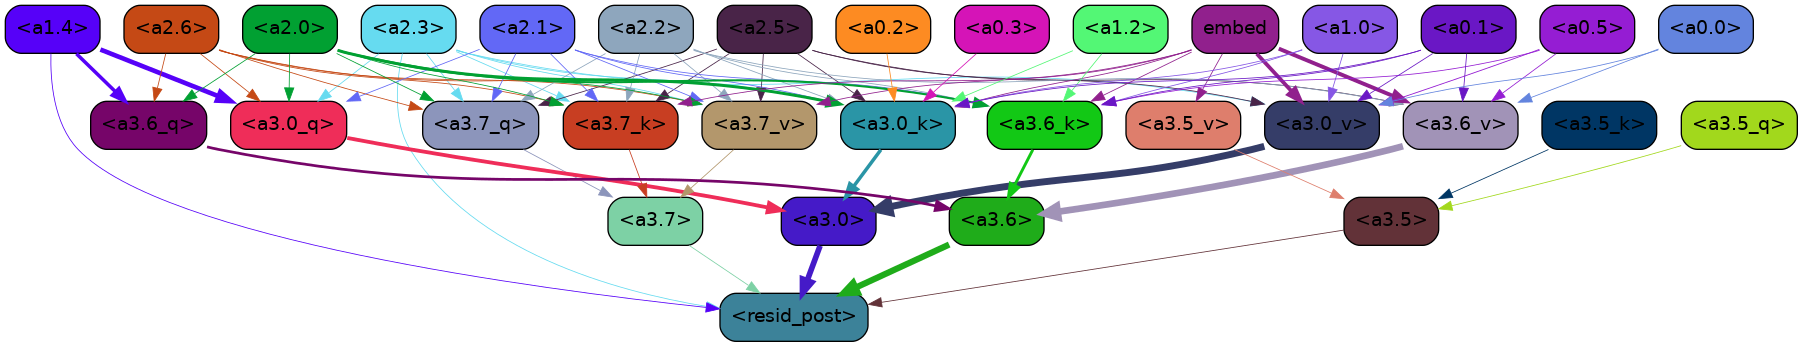 <a1.4> <a2.6> <a2.0> <a2.3> <a2.1> <a2.2> <a2.5> <a0.2> <a0.3> <a1.2> embed <a1.0> <a0.1> <a0.5> <a0.0>
<a3.6_q> <a3.0_q> <a3.7_q> <a3.7_k> <a3.7_v> <a3.0_k> <a3.6_k> <a3.5_v> <a3.0_v> <a3.6_v> <a3.5_k> <a3.5_q>
<a3.7> <a3.0> <a3.6> <a3.5>
<resid_post>